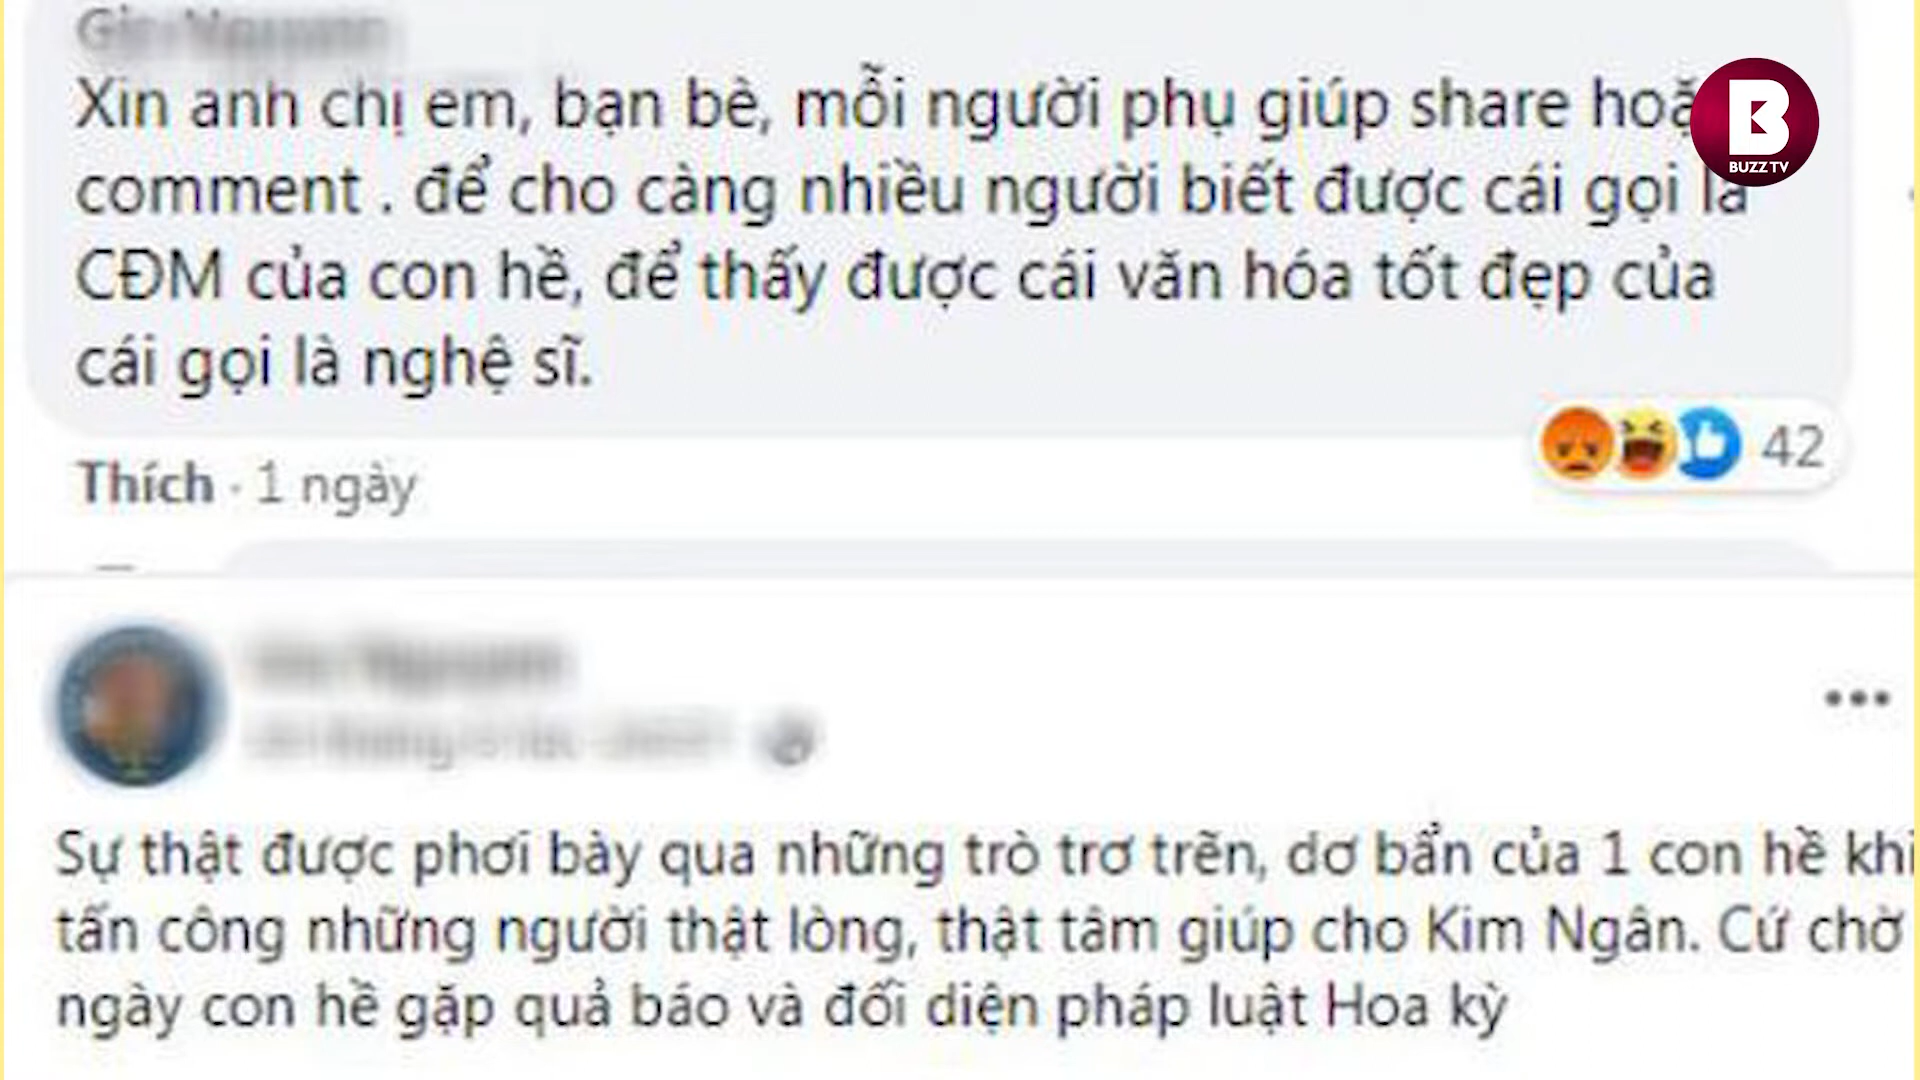 Xin anh chị em, bạn bè, mỗi người phụ giúp share
comment . để cho càng nhiều người biết được cái gọi là
CĐM của con hề, để thấy được cái văn hóa tốt đẹp của
cái gọi là nghệ sĩ.
BUZZ TV
42
Thích · 1 ngày
Sự thật được phơi bày qua những trò trơ trẽn, dơ bẩn của 1 con hề khi
tấn công những người thật lòng, thật tâm giúp cho Kim Ngân. Cứ chờ
ngày con hề gặp quả báo và đối diện pháp luật Hoa kỳ